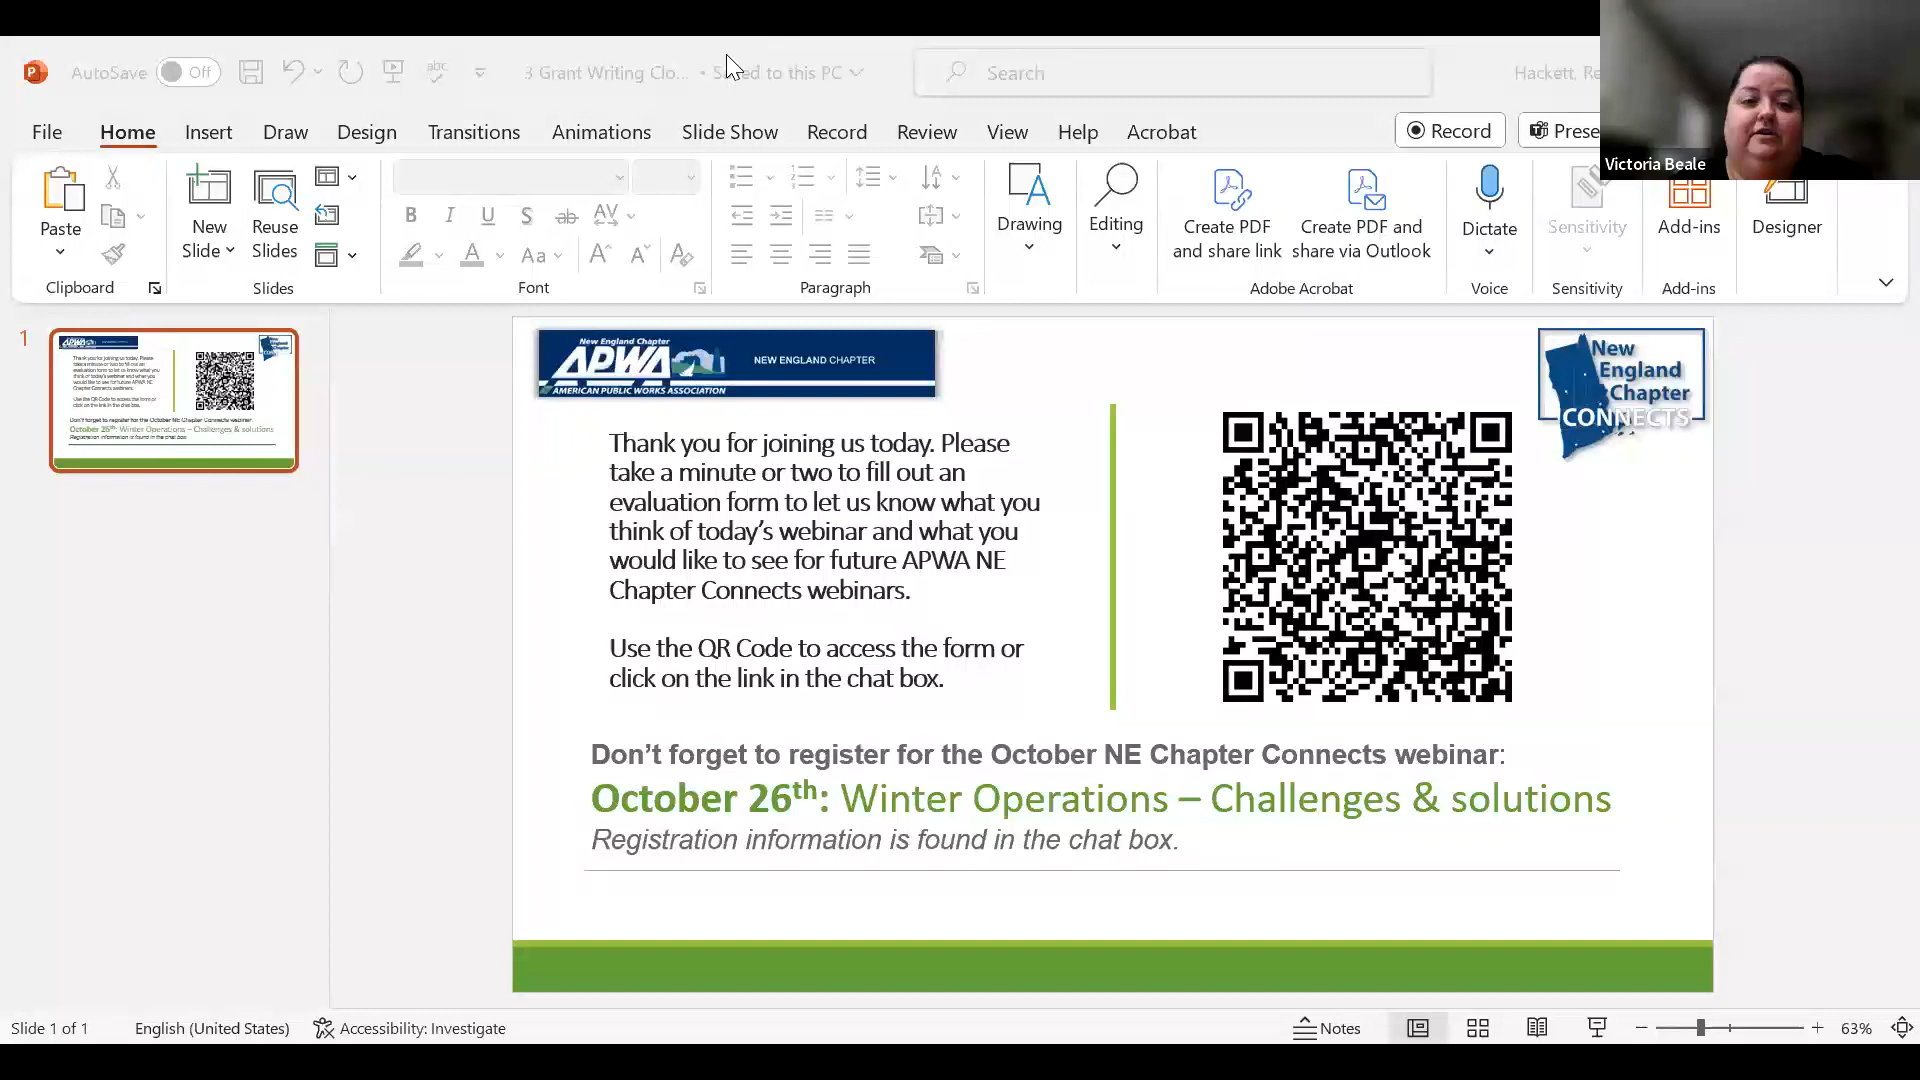 AutoSave Off
abc
3 Grant Writing Clo... • Saved to this PC
Search
Victoria Beale
File Home Insert Draw Design Transitions Animations Slide Show Record Review View Help Acrobat
Record
Paste
New Slide
Reuse Slides
B I U S ab AV
Aa A A
Drawing
Editing
Create PDF and share link
Create PDF and share via Outlook
Dictate
Sensitivity
Add-ins
Designer
Clipboard
Slides
Font
Paragraph
Adobe Acrobat
Voice
Sensitivity
Add-ins
1
New England Chapter
APWA
NEW ENGLAND CHAPTER
AMERICAN PUBLIC WORKS ASSOCIATION
New
England
Chapter
CONNECTS
Thank you for joining us today. Please
take a minute or two to fill out an
evaluation form to let us know what you
think of today's webinar and what you
would like to see for future APWA NE
Chapter Connects webinars.
Use the QR Code to access the form or
click on the link in the chat box.
Don't forget to register for the October NE Chapter Connects webinar:
October 26th: Winter Operations – Challenges & solutions
Registration information is found in the chat box.
Slide 1 of 1
English (United States)
Accessibility: Investigate
Notes
63%